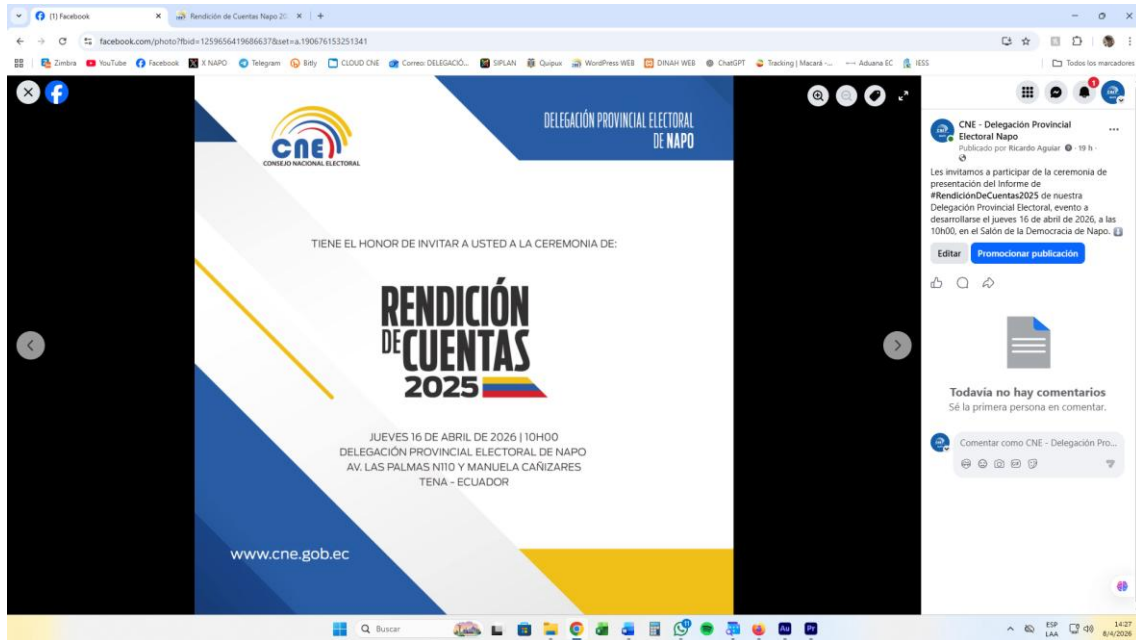 (1) Facebook
Rendición de Cuentas Napo 20
facebook.com/photo?fbid=1259656419686637&set=a.190676153251341
Zimbra
YouTube
Facebook
X NAPO
Telegram
Bitly
CLOUD CNE
Correo: DELEGACIÓ...
SIPLAN
Quipux
WordPress WEB
DINAH WEB
ChatGPT
Tracking | Macará -...
Aduana EC
IESS
Todos los marcadores
CNE
CONSEJO NACIONAL ELECTORAL
DELEGACIÓN PROVINCIAL ELECTORAL
DE NAPO
TIENE EL HONOR DE INVITAR A USTED A LA CEREMONIA DE:
RENDICIÓN
DE CUENTAS
2025
JUEVES 16 DE ABRIL DE 2026 | 10H00
DELEGACIÓN PROVINCIAL ELECTORAL DE NAPO
AV. LAS PALMAS N110 Y MANUELA CAÑIZARES
TENA - ECUADOR
www.cne.gob.ec
1
CNE - Delegación Provincial
Electoral Napo
Publicado por Ricardo Aguiar · 19 h ·
Les invitamos a participar de la ceremonia de
presentación del Informe de
#RendiciónDeCuentas2025 de nuestra
Delegación Provincial Electoral, evento a
desarrollarse el jueves 16 de abril de 2026, a las
10h00, en el Salón de la Democracia de Napo.
Editar
Promocionar publicación
Todavía no hay comentarios
Sé la primera persona en comentar.
Comentar como CNE - Delegación Pro...
Buscar
Au
Pr
ESP
LAA
14:27
8/4/2026